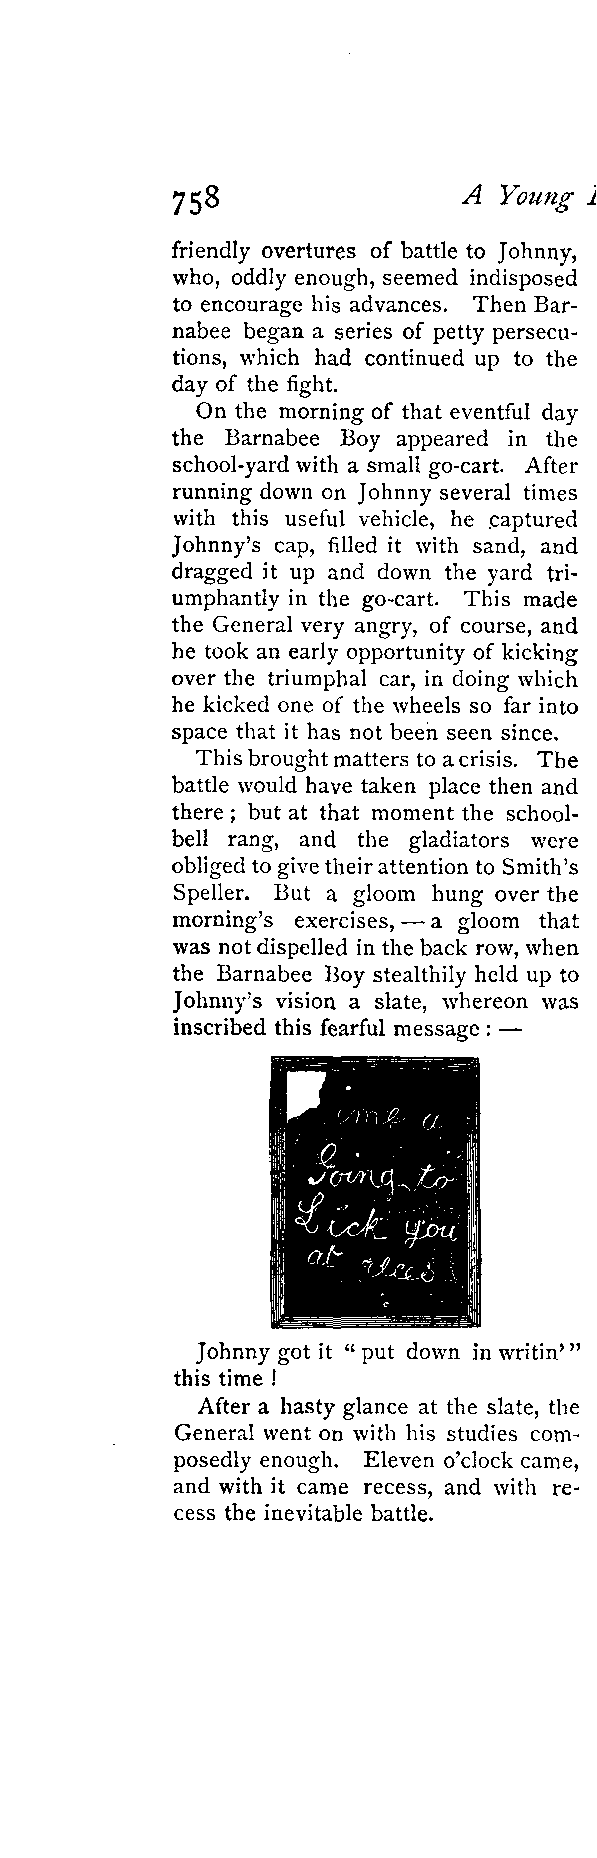 758 A Young
friendly overtures of battle to Johnny,
who, oddly enough, seemed indisposed
to encourage his advances. Then Bar-
nabee began a series of petty persecu-
tions, which had continued up to the
day of the fight.
On the morning of that eventful day
the Barnabee Boy appeared in the
school-yard with a small go-cart. After
running down on Johnny several times
with this useful vehicle, he captured
Johnny's cap, filled it with sand, and
dragged it up and down the yard tri-
umphantly in the go-cart. This made
the General very angry, of course, and
he took an early opportunity of kicking
over the triumphal car, in doing which
he kicked one of the wheels so far into
space that it has not been seen since.
This brought matters to a crisis. The
battle would have taken place then and
there; but at that moment the school-
bell rang, and the gladiators were
obliged to give their attention to Smith's
Speller. But a gloom hung over the
morning's exercises, — a gloom that
was not dispelled in the back row, when
the Barnabee Boy stealthily held up to
Johnny's vision a slate, whereon was
inscribed this fearful message: —
ime a
Going to
Lick you
at reces
Johnny got it "put down in writin'"
this time!
After a hasty glance at the slate, the
General went on with his studies com-
posedly enough. Eleven o'clock came,
and with it came recess, and with re-
cess the inevitable battle.